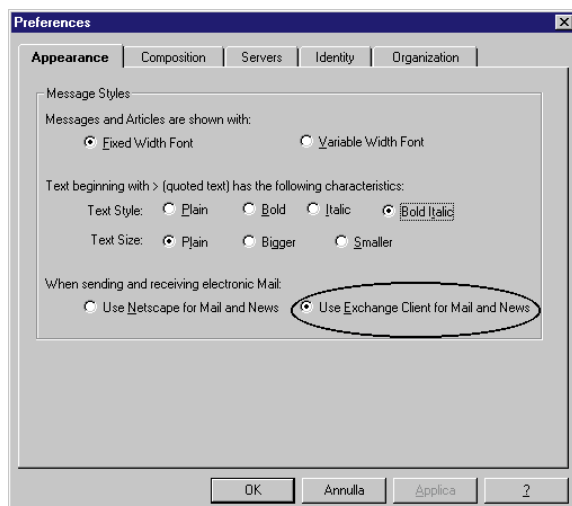 Preferences
Appearance Composition Servers Identity Organization
Message Styles
Messages and Articles are shown with:
Fixed Width Font Variable Width Font
Text beginning with > (quoted text) has the following characteristics:
Text Style: Plain Bold Italic Bold Italic
Text Size: Plain Bigger Smaller
When sending and receiving electronic Mail:
Use Netscape for Mail and News Use Exchange Client for Mail and News
OK Annulla Applica ?